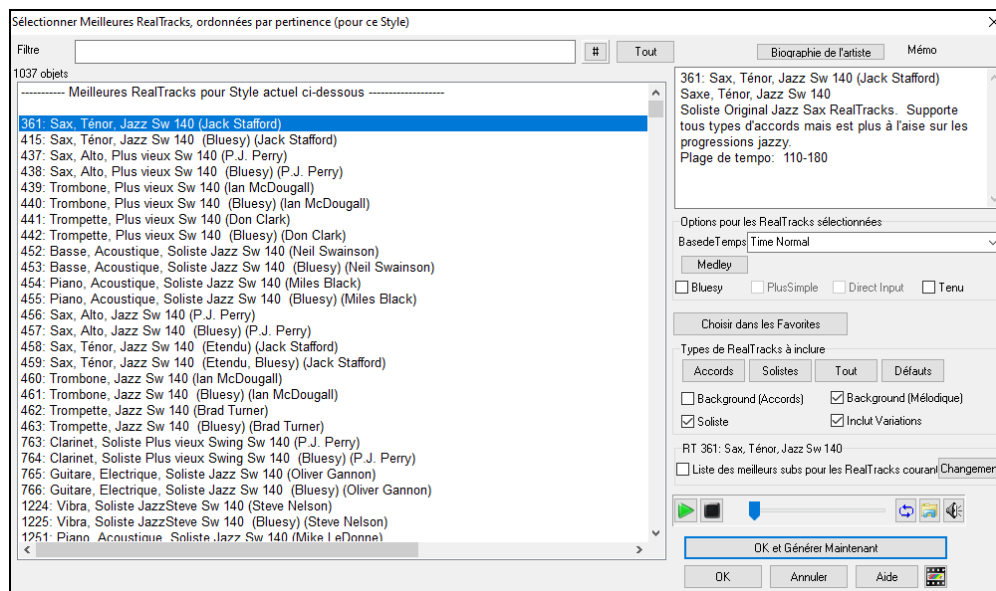 Sélectionner Meilleures RealTracks, ordonnées par pertinence (pour ce Style)
Filtre
#
Tout
Biographie de l'artiste
Mémo
1037 objets
----------- Meilleures RealTracks pour Style actuel ci-dessous -------------------
361: Sax, Ténor, Jazz Sw 140 (Jack Stafford)
415: Sax, Ténor, Jazz Sw 140 (Bluesy) (Jack Stafford)
437: Sax, Alto, Plus vieux Sw 140 (P.J. Perry)
438: Sax, Alto, Plus vieux Sw 140 (Bluesy) (P.J. Perry)
439: Trombone, Plus vieux Sw 140 (Ian McDougall)
440: Trombone, Plus vieux Sw 140 (Bluesy) (Ian McDougall)
441: Trompette, Plus vieux Sw 140 (Don Clark)
442: Trompette, Plus vieux Sw 140 (Bluesy) (Don Clark)
452: Basse, Acoustique, Soliste Jazz Sw 140 (Neil Swainson)
453: Basse, Acoustique, Soliste Jazz Sw 140 (Bluesy) (Neil Swainson)
454: Piano, Acoustique, Soliste Jazz Sw 140 (Miles Black)
455: Piano, Acoustique, Soliste Jazz Sw 140 (Bluesy) (Miles Black)
456: Sax, Alto, Jazz Sw 140 (P.J. Perry)
457: Sax, Alto, Jazz Sw 140 (Bluesy) (P.J. Perry)
458: Sax, Ténor, Jazz Sw 140 (Etendu) (Jack Stafford)
459: Sax, Ténor, Jazz Sw 140 (Etendu, Bluesy) (Jack Stafford)
460: Trombone, Jazz Sw 140 (Ian McDougall)
461: Trombone, Jazz Sw 140 (Bluesy) (Ian McDougall)
462: Trompette, Jazz Sw 140 (Brad Turner)
463: Trompette, Jazz Sw 140 (Bluesy) (Brad Turner)
763: Clarinet, Soliste Plus vieux Swing Sw 140 (P.J. Perry)
764: Clarinet, Soliste Plus vieux Swing Sw 140 (Bluesy) (P.J. Perry)
765: Guitare, Electrique, Soliste Jazz Sw 140 (Oliver Gannon)
766: Guitare, Electrique, Soliste Jazz Sw 140 (Bluesy) (Oliver Gannon)
1224: Vibra, Soliste JazzSteve Sw 140 (Steve Nelson)
1225: Vibra, Soliste JazzSteve Sw 140 (Bluesy) (Steve Nelson)
1251: Piano, Acoustique, Soliste Jazz Sw 140 (Mike LeDonne)
361: Sax, Ténor, Jazz Sw 140 (Jack Stafford)
Saxe, Ténor, Jazz Sw 140
Soliste Original Jazz Sax RealTracks. Supporte
tous types d'accords mais est plus à l'aise sur les
progressions jazzy.
Plage de tempo: 110-180
Options pour les RealTracks sélectionnées
BasedeTemps Time Normal
Medley
Bluesy
PlusSimple
Direct Input
Tenu
Choisir dans les Favorites
Types de RealTracks à inclure
Accords
Solistes
Tout
Défauts
Background (Accords)
Background (Mélodique)
Soliste
Inclut Variations
RT 361: Sax, Ténor, Jazz Sw 140
Liste des meilleurs subs pour les RealTracks courant
Changemen
OK et Générer Maintenant
OK
Annuler
Aide